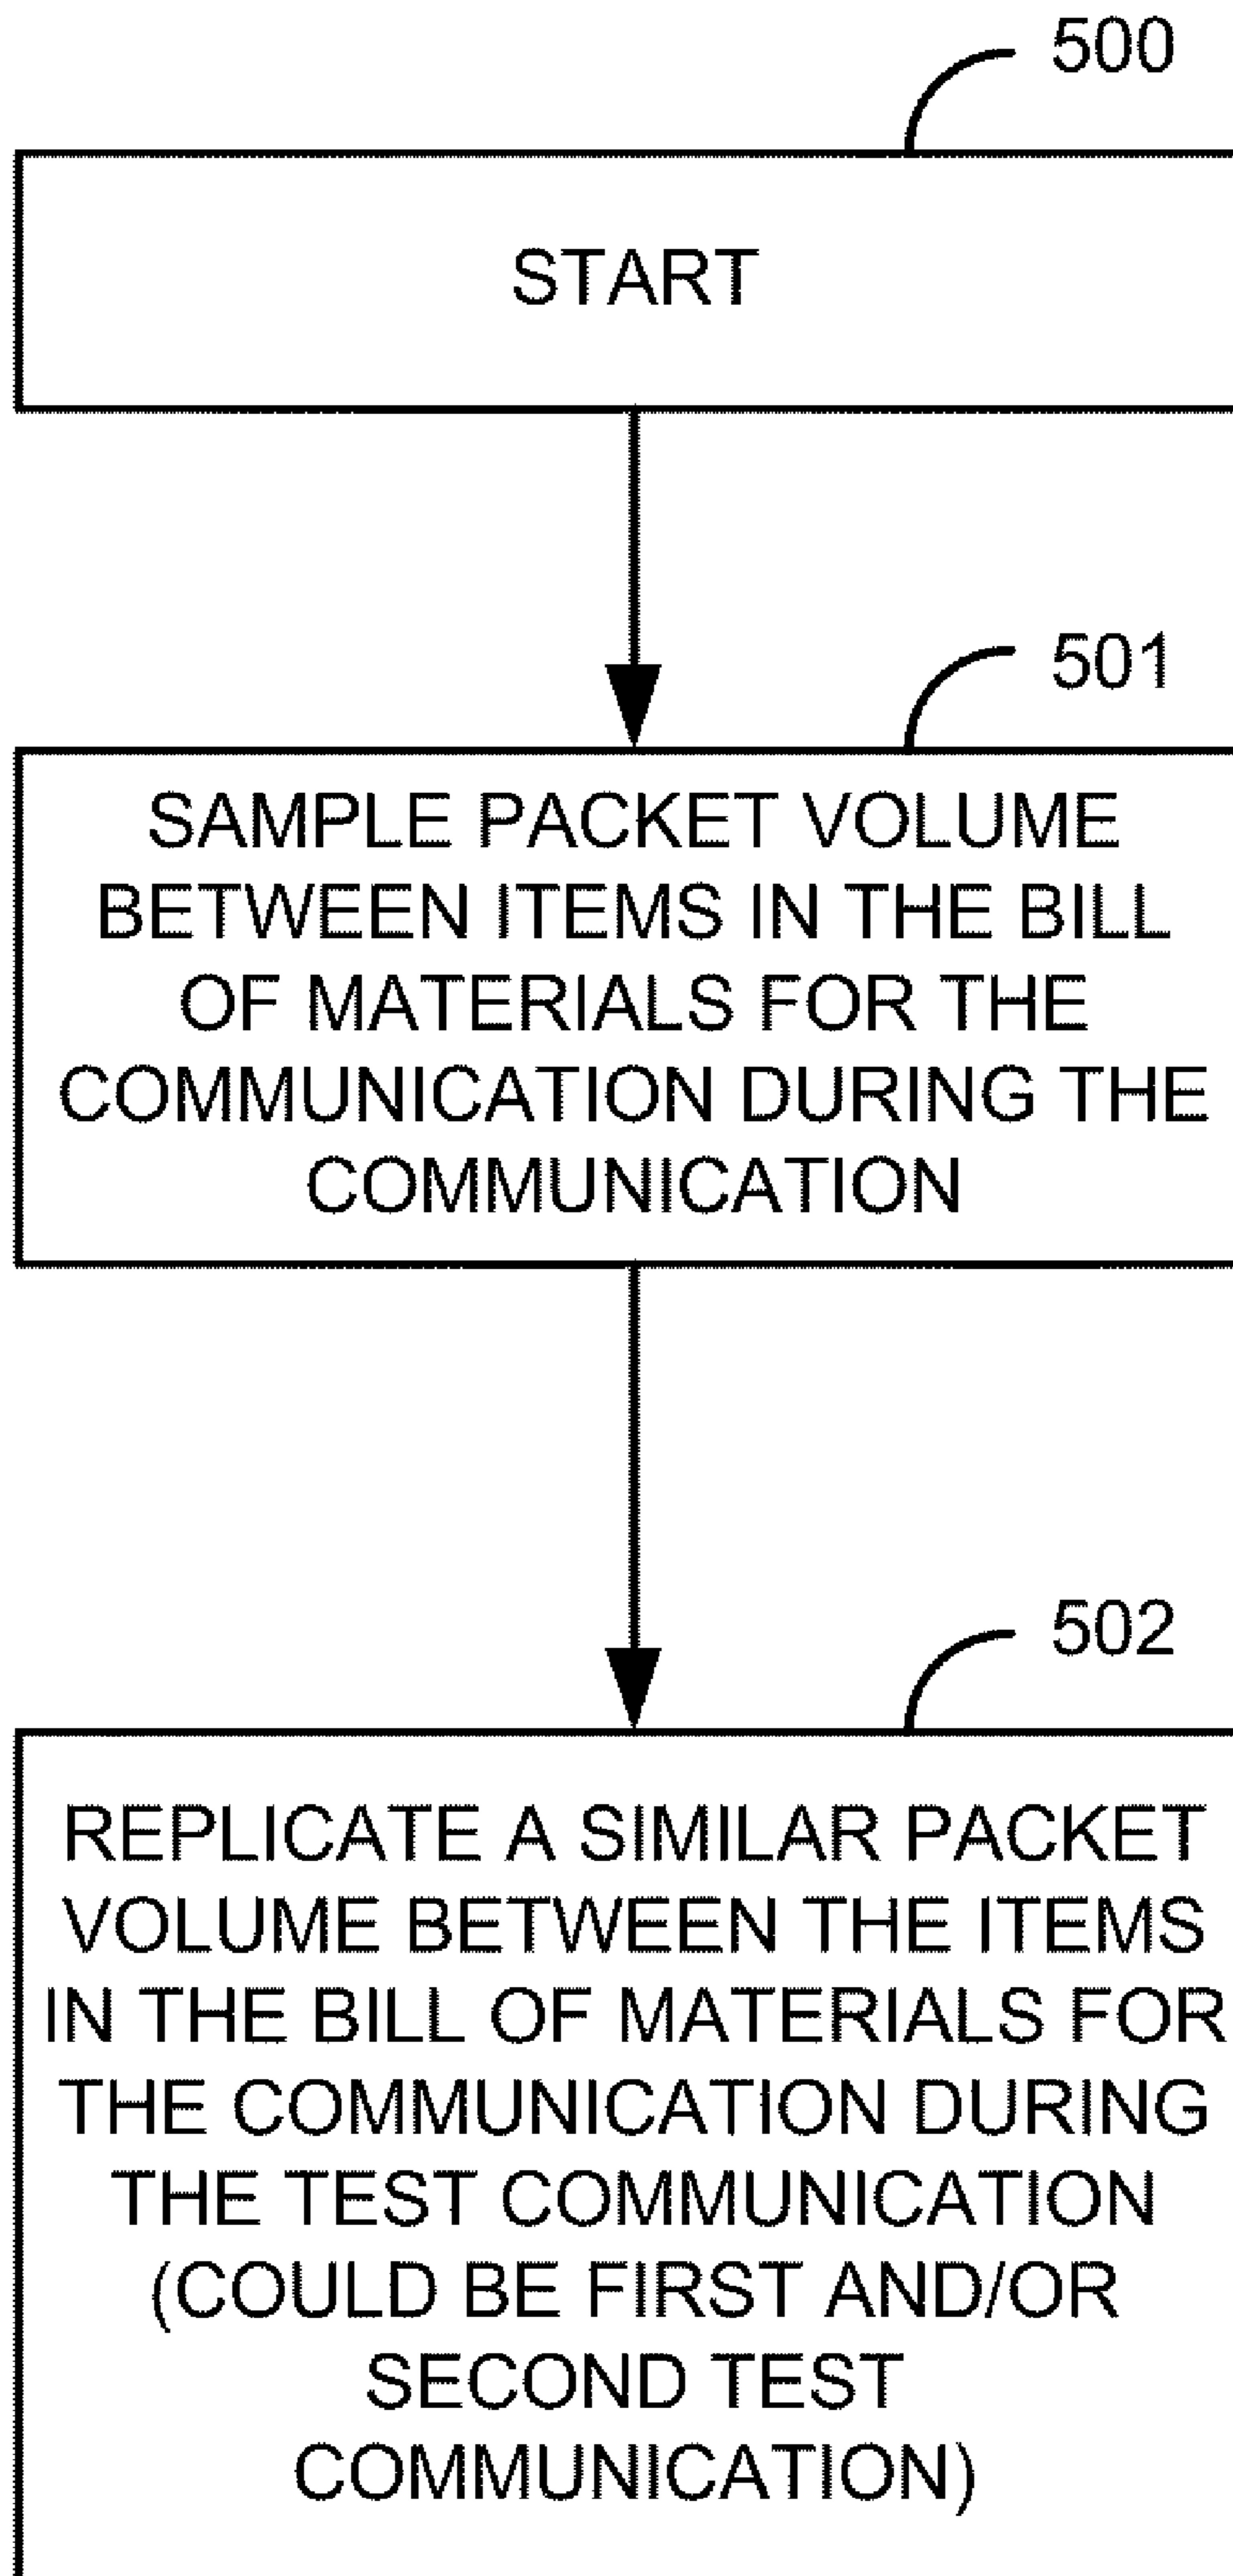 500
START
501
SAMPLE PACKET VOLUME
BETWEEN ITEMS IN THE BILL
OF MATERIALS FOR THE
COMMUNICATION DURING THE
COMMUNICATION
502
REPLICATE A SIMILAR PACKET
VOLUME BETWEEN THE ITEMS
IN THE BILL OF MATERIALS FOR
THE COMMUNICATION DURING
THE TEST COMMUNICATION
(COULD BE FIRST AND/OR
SECOND TEST
COMMUNICATION)